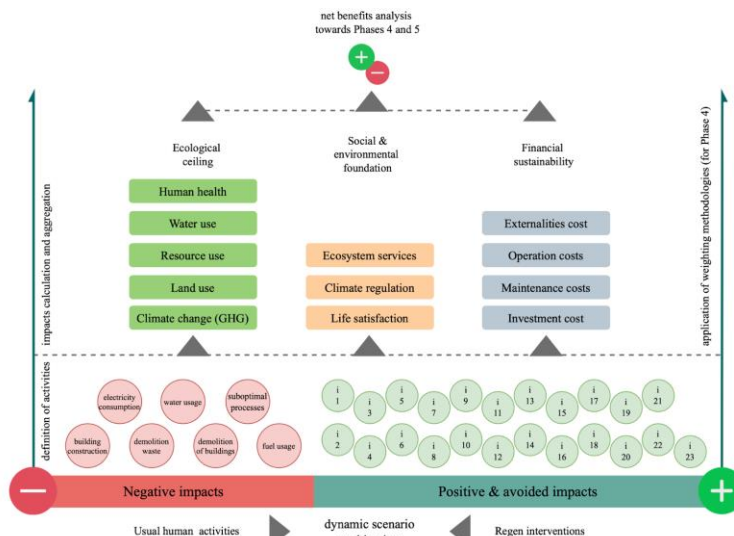 net benefits analysis
towards Phases 4 and 5
Ecological
ceiling
Social &
environmental
foundation
Financial
sustainability
Human health
Water use
Resource use
Land use
Climate change (GHG)
Ecosystem services
Climate regulation
Life satisfaction
Externalities cost
Operation costs
Maintenance costs
Investment cost
impacts calculation and aggregation
application of weighting methodologies (for Phase 4)
definition of activities
electricity
consumption
water usage
suboptimal
processes
building
construction
demolition
waste
demolition
of buildings
fuel usage
i
1
i
3
i
5
i
7
i
9
i
11
i
13
i
15
i
17
i
19
i
21
i
2
i
4
i
6
i
8
i
10
i
12
i
14
i
16
i
18
i
20
i
22
i
23
Negative impacts
Positive & avoided impacts
Usual human activities
dynamic scenario
Regen interventions